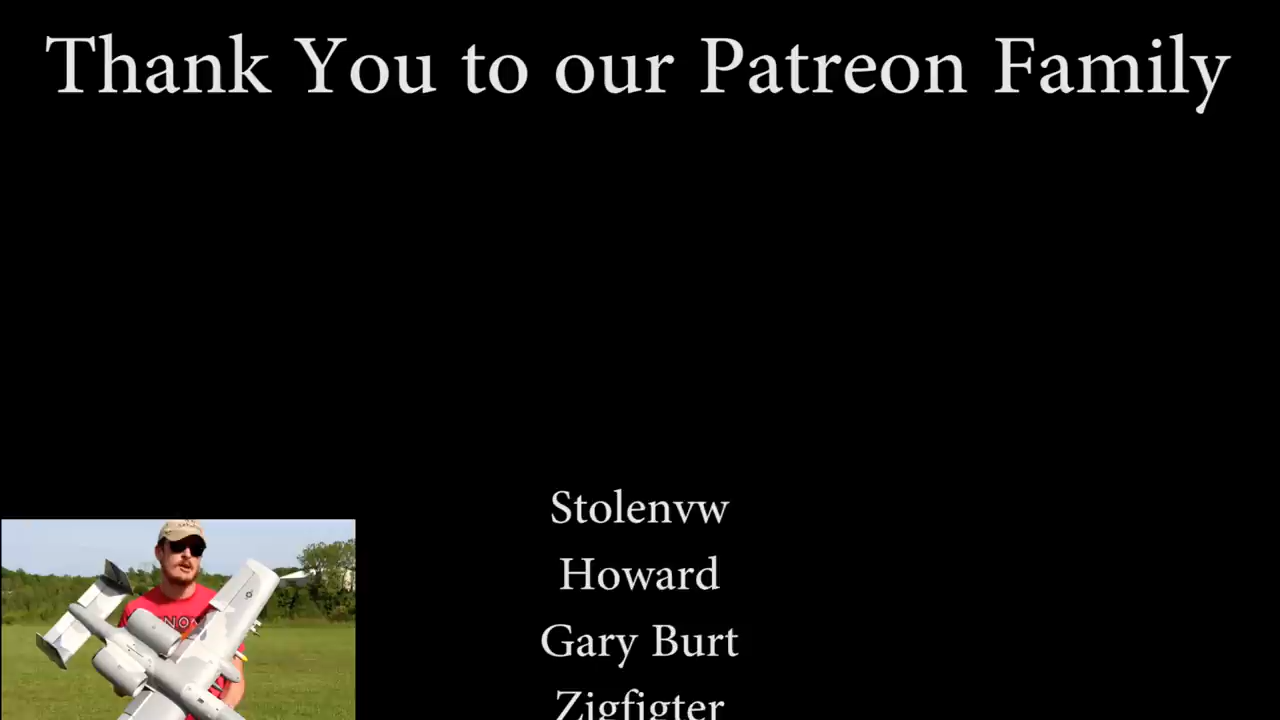 Thank You to our Patreon Family
Stolenvw
Howard
Gary Burt
Zigfigter